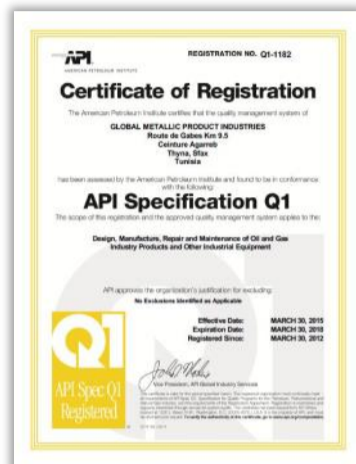 API
REGISTRATION NO. Q1-1182
AMERICAN PETROLEUM INSTITUTE
Certificate of Registration
The American Petroleum Institute certifies that the quality management system of
GLOBAL METALLIC PRODUCT INDUSTRIES
Route de Gabes Km 9.5
Ceinture Agarreb
Thyna, Sfax
Tunisia
has been assessed by the American Petroleum Institute and found to be in conformance
with the following:
API Specification Q1
The scope of this registration and the approved quality management system applies to the:
Design, Manufacture, Repair and Maintenance of Oil and Gas
Industry Products and Other Industrial Equipment
API approves the organization's justification for excluding:
No Exclusions Identified as Applicable
Effective Date: MARCH 30, 2015
Expiration Date: MARCH 30, 2018
Registered Since: MARCH 30, 2012
Q1
API Spec Q1
Registered
Vice President, API Global Industry Services